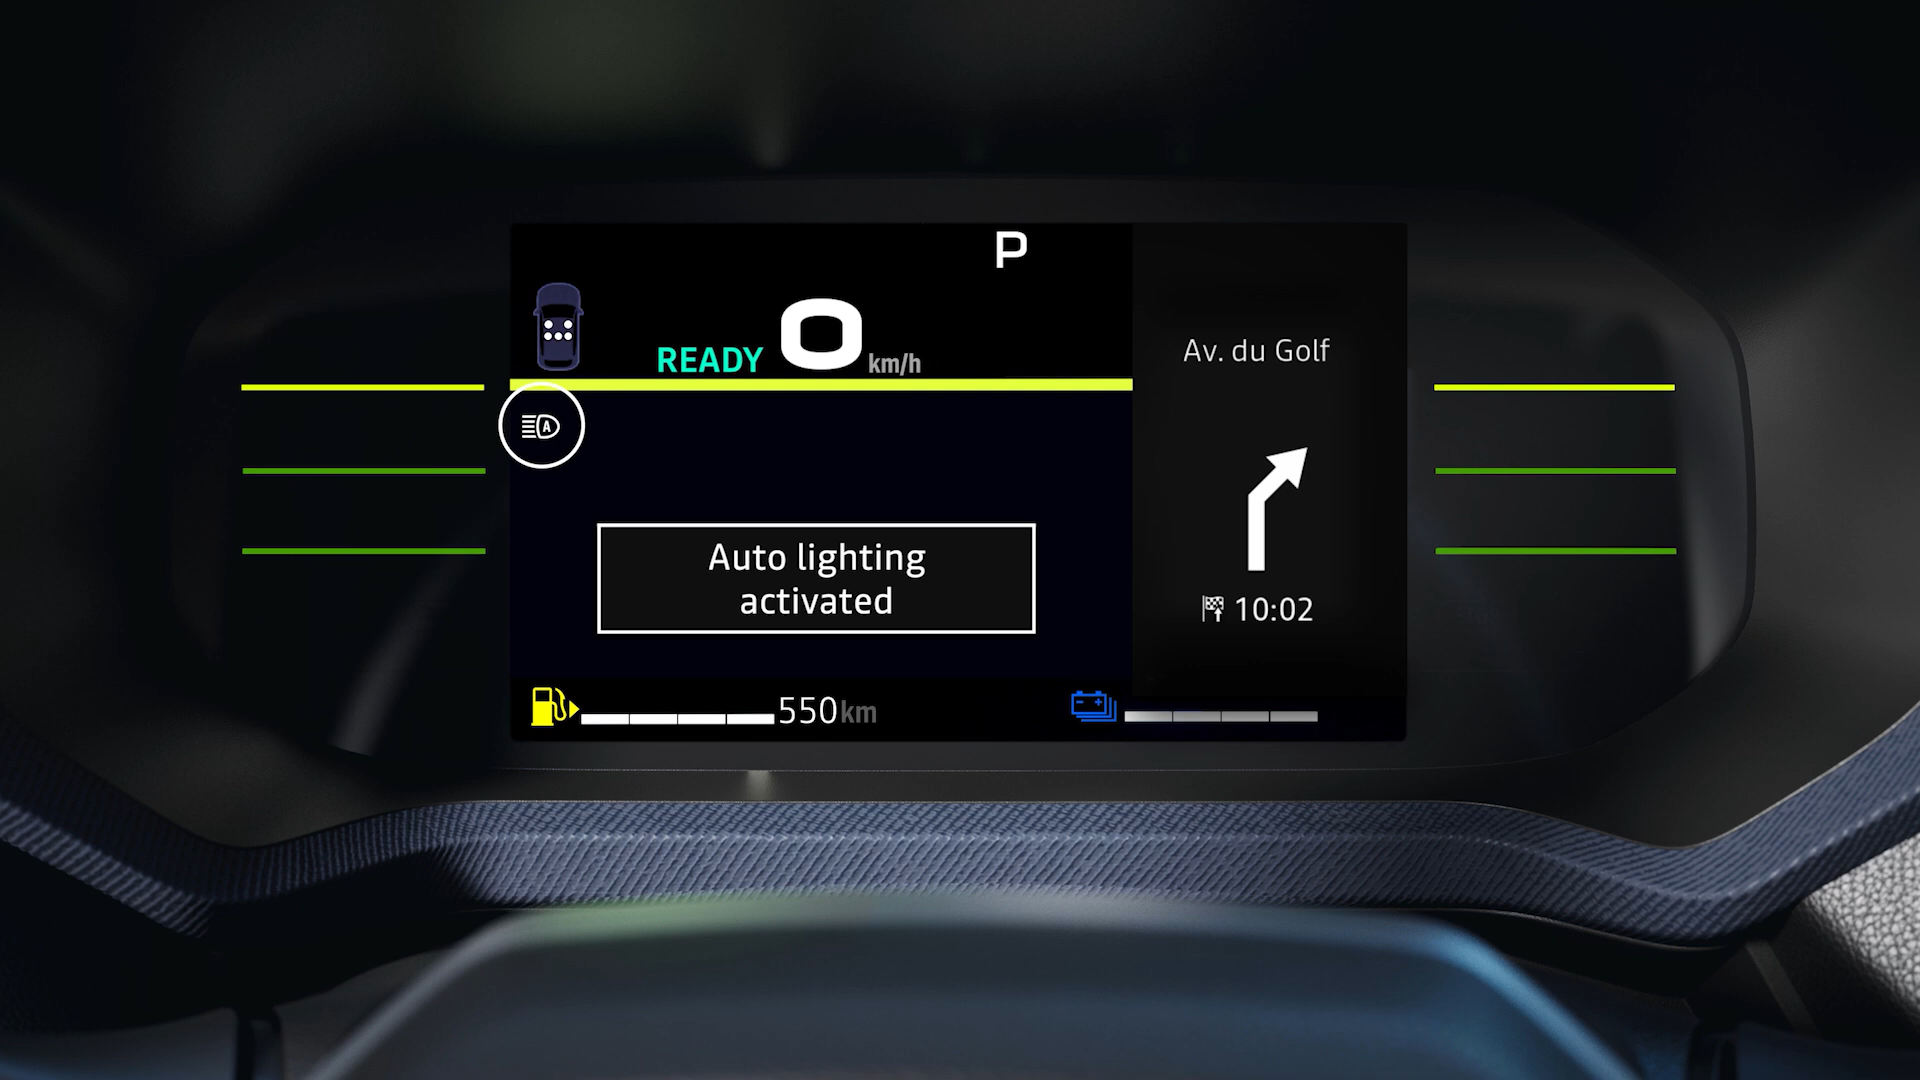 P
READY 0 km/h
Av. du Golf
A
Auto lighting
activated
10:02
550km